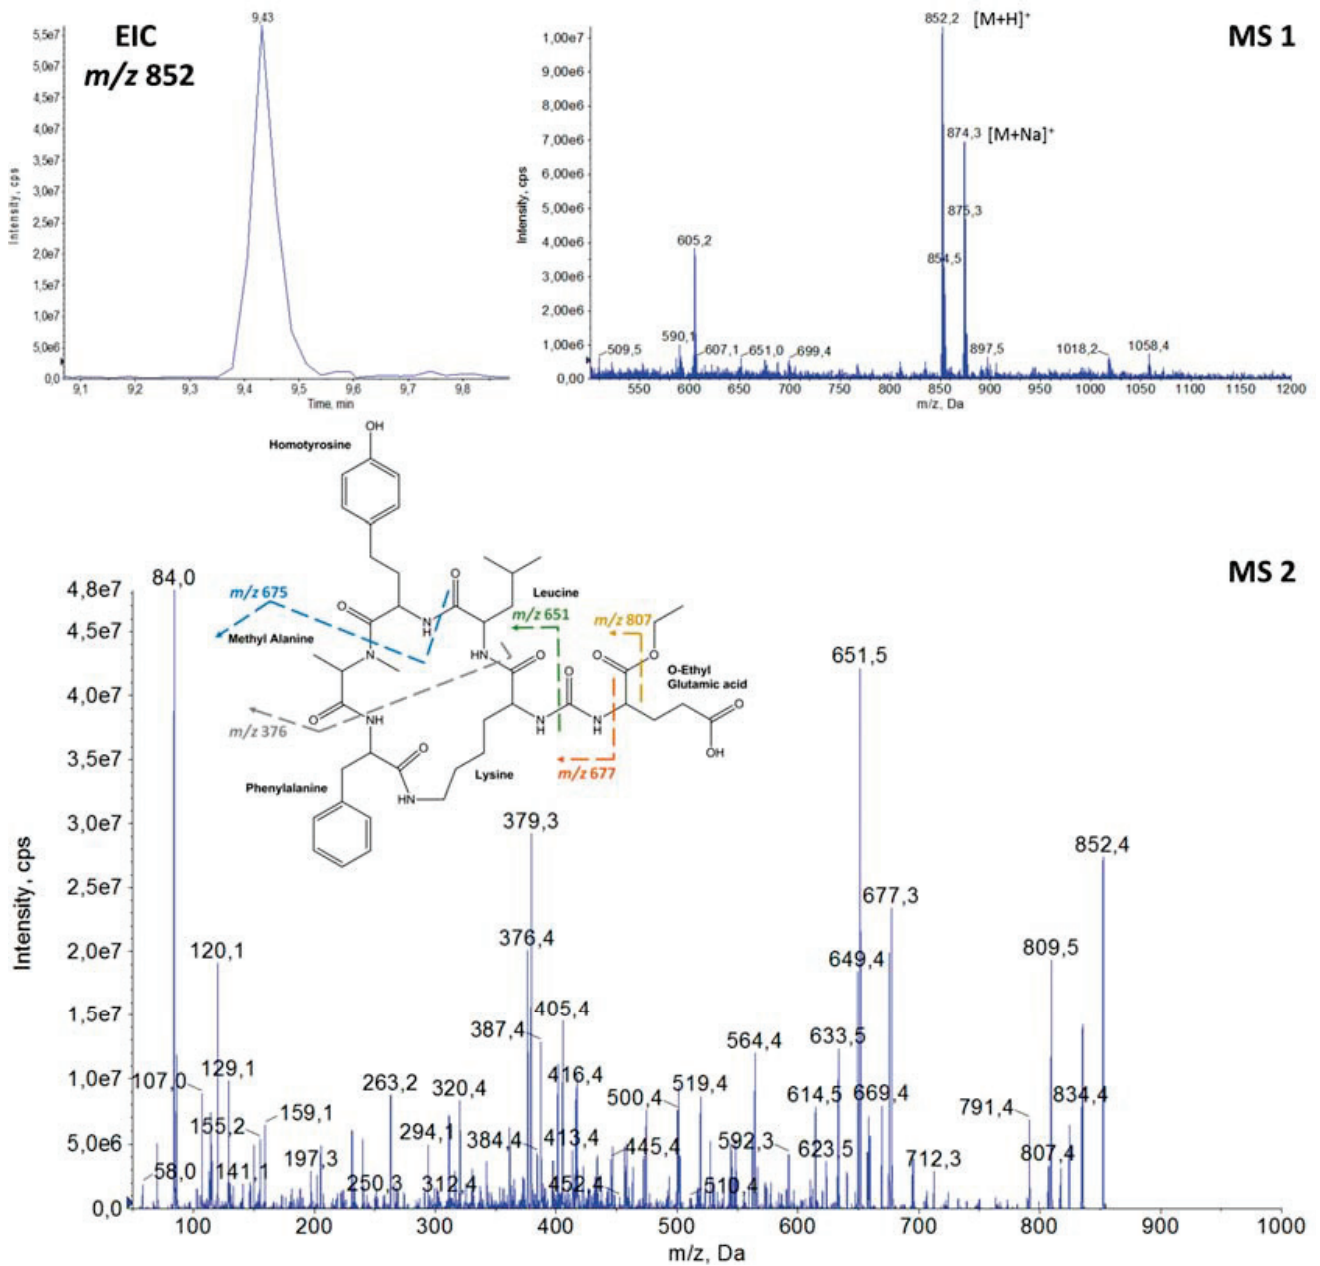 EIC
m/z 852
9,43
5,5e7
5,0e7
4,5e7
4,0e7
3,5e7
3,0e7
2,5e7
2,0e7
1,5e7
1,0e7
5,0e6
0,0
Intensity, cps
9,1
9,2
9,3
9,4
9,5
9,6
9,7
9,8
Time, min
MS 1
852,2
[M+H]+
874,3
[M+Na]+
875,3
854,5
605,2
590,1
509,5
607,1
651,0
699,4
897,5
1018,2
1058,4
1,00e7
9,00e6
8,00e6
7,00e6
6,00e6
5,00e6
4,00e6
3,00e6
2,00e6
1,00e6
0,00
Intensity, cps
550
600
650
700
750
800
850
900
950
1000
1050
1100
1150
1200
m/z, Da
OH
Homotyrosine
O
O
Leucine
m/z 675
N
H
m/z 651
m/z 807
Methyl Alanine
N
HN
O
O
O
O
O-Ethyl
Glutamic acid
O
O
NH
N
H
N
H
OH
m/z 376
O
m/z 677
Lysine
Phenylalanine
HN
MS 2
84,0
651,5
379,3
852,4
677,3
376,4
120,1
649,4
809,5
387,4
405,4
633,5
564,4
107,0
129,1
263,2
320,4
416,4
500,4
519,4
614,5
669,4
791,4
834,4
155,2
159,1
294,1
384,4
413,4
445,4
592,3
623,5
712,3
807,4
58,0
141,1
197,3
250,3
312,4
452,4
510,4
4,8e7
4,5e7
4,0e7
3,5e7
3,0e7
2,5e7
2,0e7
1,5e7
1,0e7
5,0e6
0,0
Intensity, cps
100
200
300
400
500
600
700
800
900
1000
m/z, Da